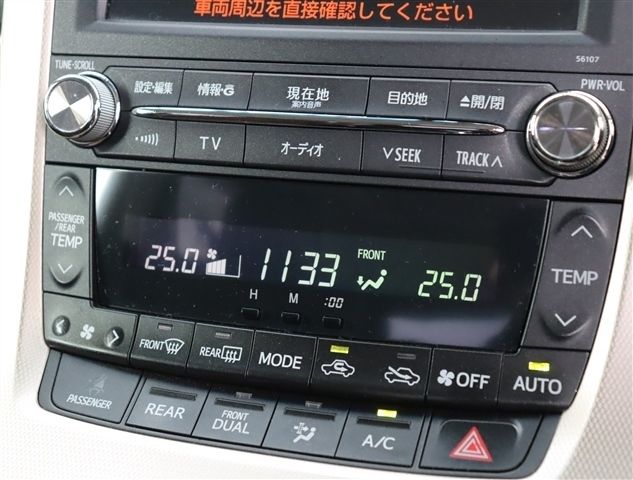 車両周辺を直接確認してください
56107
TUNE·SCROLL
PWR·VOL
設定·編集
情報·G
現在地
案内音声
目的地
▲開/閉
TV
オーディオ
∨SEEK
TRACK∧
PASSENGER
/REAR
TEMP
25.0
1133
FRONT
25.0
TEMP
H
M
:00
FRONT
REAR
MODE
OFF
AUTO
PASSENGER
REAR
FRONT
DUAL
A/C